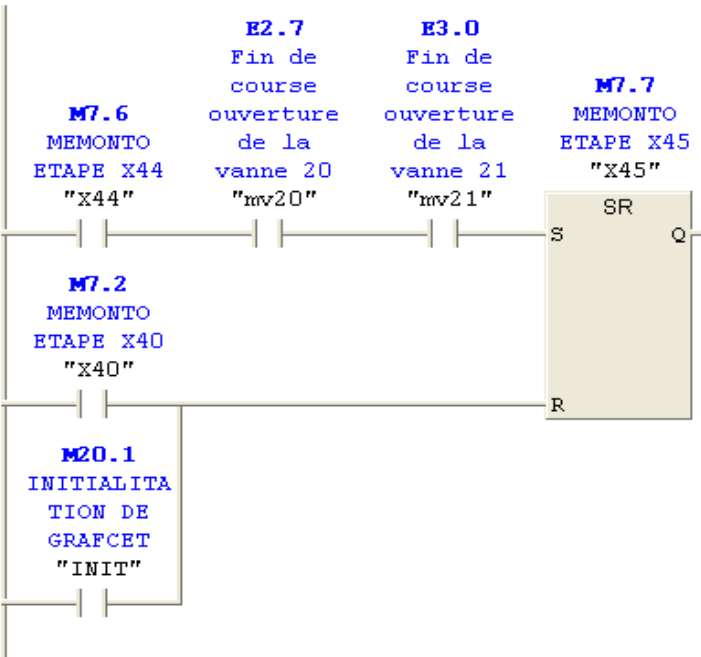 M7.6
MEMONTO
ETAPE X44
"X44"
E2.7
Fin de
course
ouverture
de la
vanne 20
"mv20"
E3.0
Fin de
course
ouverture
de la
vanne 21
"mv21"
M7.7
MEMONTO
ETAPE X45
"X45"
SR
S
Q
M7.2
MEMONTO
ETAPE X40
"X40"
R
M20.1
INITIALITA
TION DE
GRAFCET
"INIT"